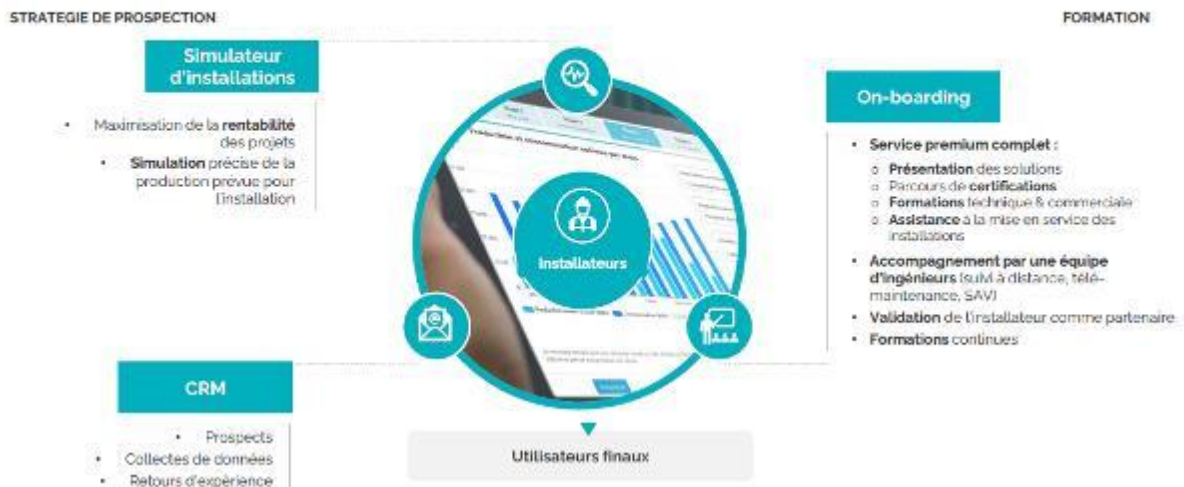 STRATEGIE DE PROSPECTION
FORMATION
Simulateur
d'installations
• Maximisation de la rentabilité
des projets
• Simulation précise de la
production prévue pour
l'installation
CRM
• Prospects
• Collectes de données
• Retours d'expérience
Installateurs
Utilisateurs finaux
On-boarding
• Service premium complet :
o Présentation des solutions
o Parcours de certifications
o Formations technique & commerciale
o Assistance à la mise en service des
installations
• Accompagnement par une équipe
d'ingénieurs (suivi à distance, télé-
maintenance, SAV)
• Validation de l'installateur comme partenaire
• Formations continues